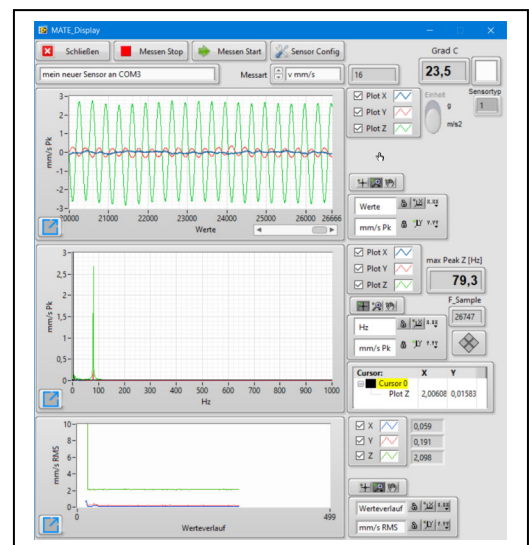 MATE_Display
Schließen Messen Stop Messen Start Sensor Config Grad C
mein neuer Sensor an COM3 Messart v mm/s 16 23,5
Plot X Einheit Sensortyp
Plot Y g 1
Plot Z m/s2
3-
2-
1-
0-
-1-
-2-
-3-
mm/s Pk
20000 21000 22000 23000 24000 25000 26000 26666
Werte
Werte
mm/s Pk
Plot X
Plot Y max Peak Z [Hz]
Plot Z 79,3
3-
2,5-
2-
1,5-
1-
0,5-
0-
mm/s Pk
0 100 200 300 400 500 600 700 800 900 1000
Hz
F_Sample
26747
Hz
mm/s Pk
Cursor: X Y
Cursor 0
Plot Z 2,00608 0,01583
10-
8-
6-
4-
2-
0-
mm/s RMS
0 499
Werteverlauf
X 0,059
Y 0,191
Z 2,098
Werteverlauf
mm/s RMS